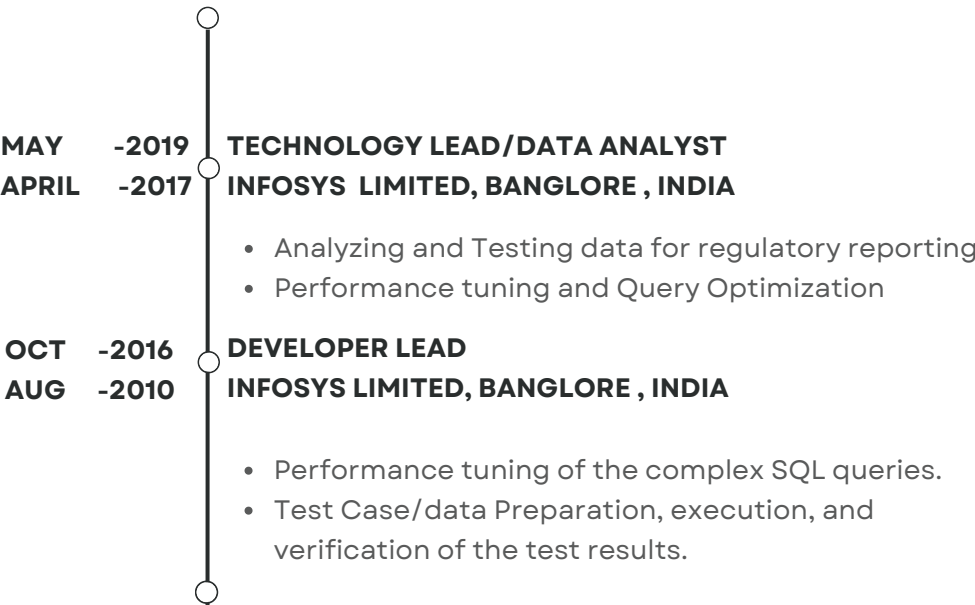 MAY -2019 TECHNOLOGY LEAD/DATA ANALYST
APRIL -2017 INFOSYS LIMITED, BANGLORE , INDIA
• Analyzing and Testing data for regulatory reporting
• Performance tuning and Query Optimization
OCT -2016 DEVELOPER LEAD
AUG -2010 INFOSYS LIMITED, BANGLORE , INDIA
• Performance tuning of the complex SQL queries.
• Test Case/data Preparation, execution, and
verification of the test results.